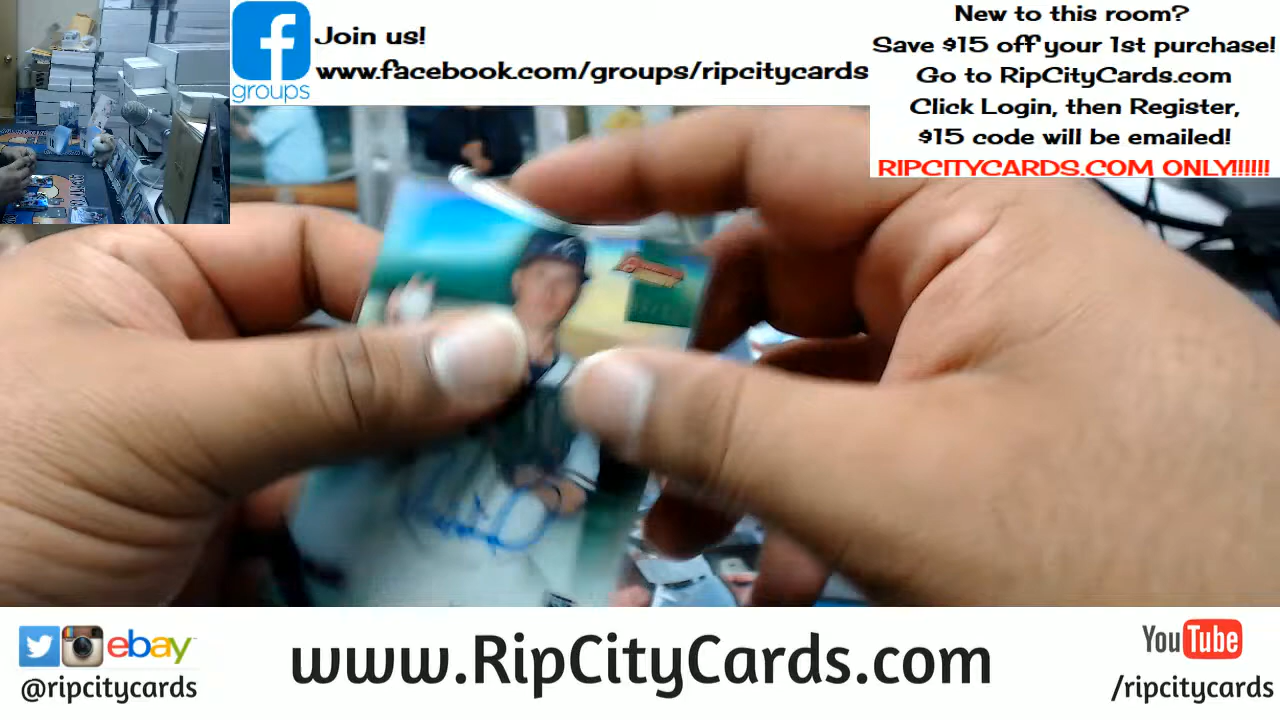 Join us!
www.facebook.com/groups/ripcitycards
groups
New to this room?
Save $15 off your 1st purchase!
Go to RipCityCards.com
Click Login, then Register,
$15 code will be emailed!
RIPCITYCARDS.COM ONLY!!!!!!
ebay
@ripcitycards
www.RipCityCards.com
YouTube
/ripcitycards